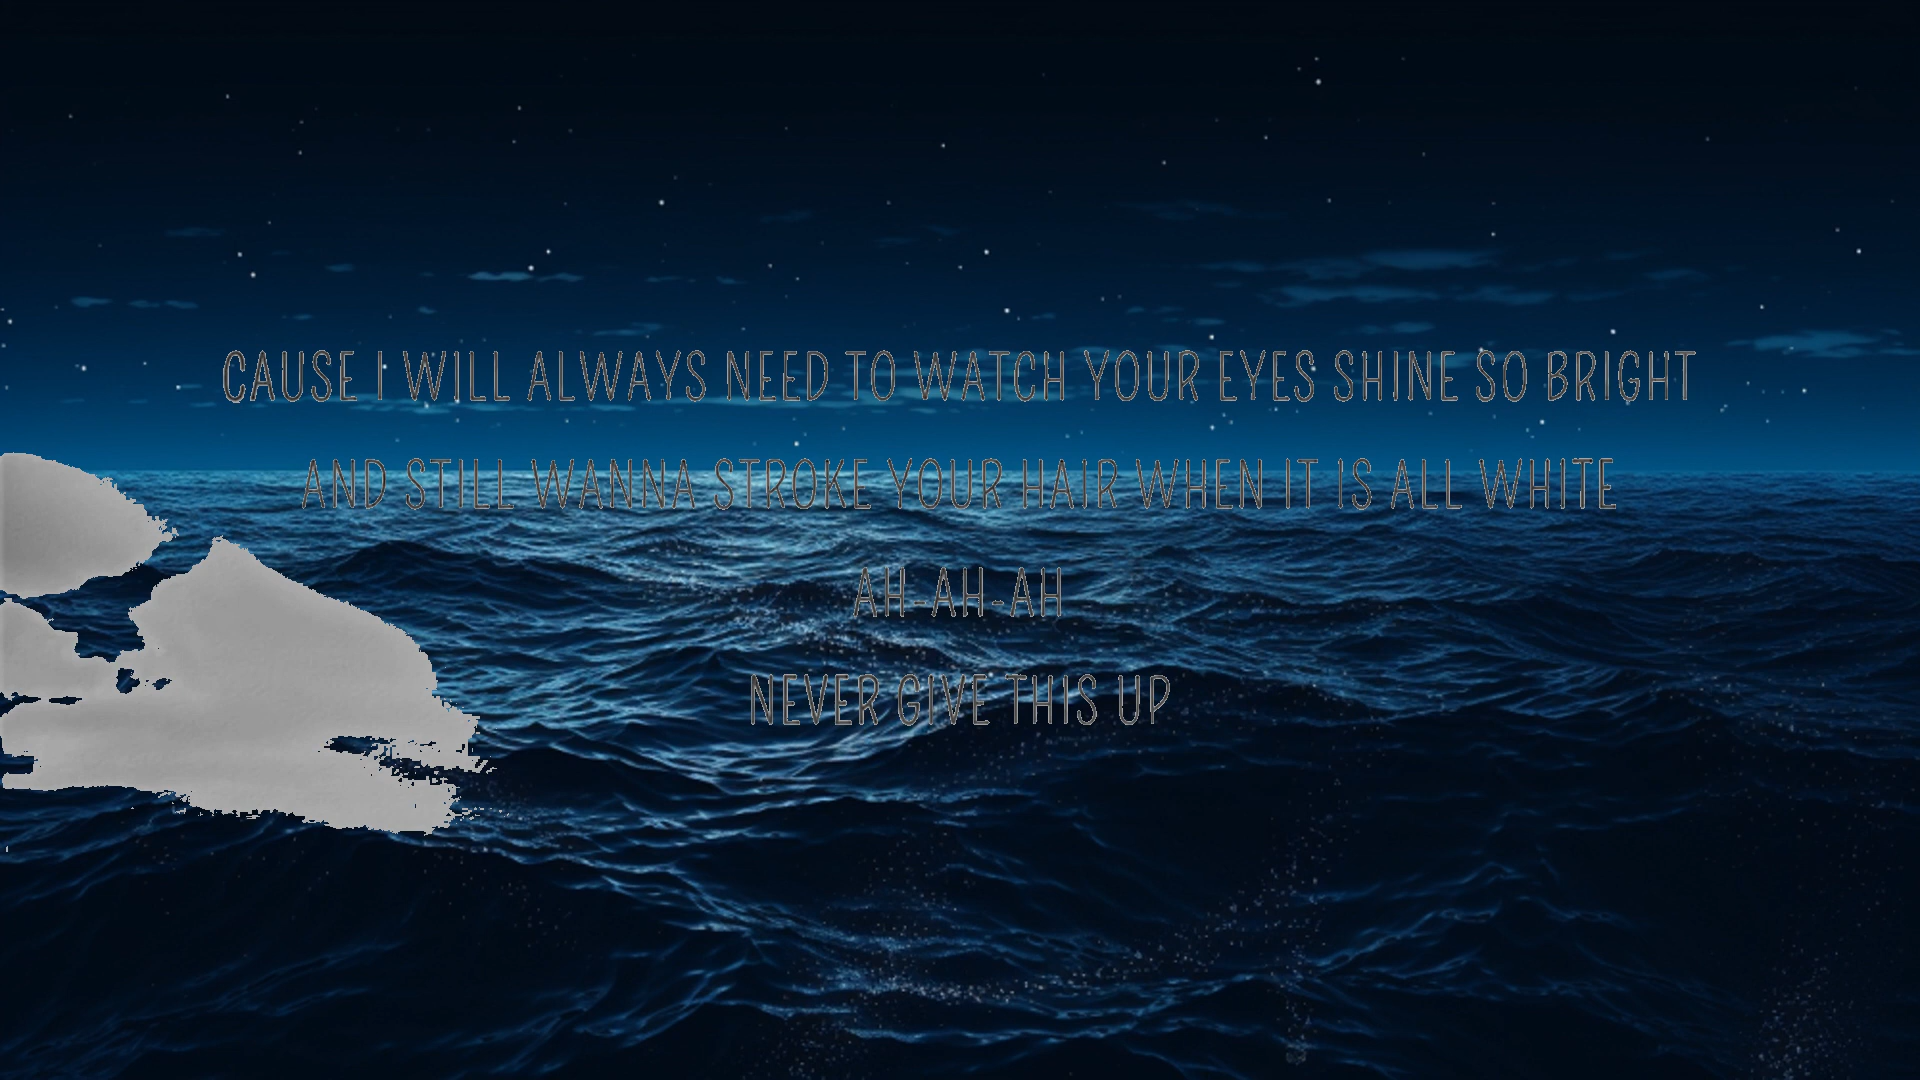 CAUSE I WILL ALWAYS NEED TO WATCH YOUR EYES SHINE SO BRIGHT
AND STILL WANNA STROKE YOUR HAIR WHEN IT IS ALL WHITE
AH-AH-AH
NEVER GIVE THIS UP